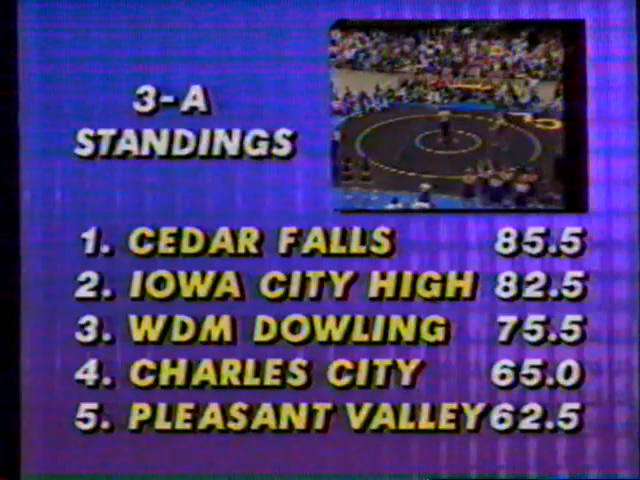 3-A
STANDINGS
1. CEDAR FALLS 85.5
2. IOWA CITY HIGH 82.5
3. WDM DOWLING 75.5
4. CHARLES CITY 65.0
5. PLEASANT VALLEY 62.5